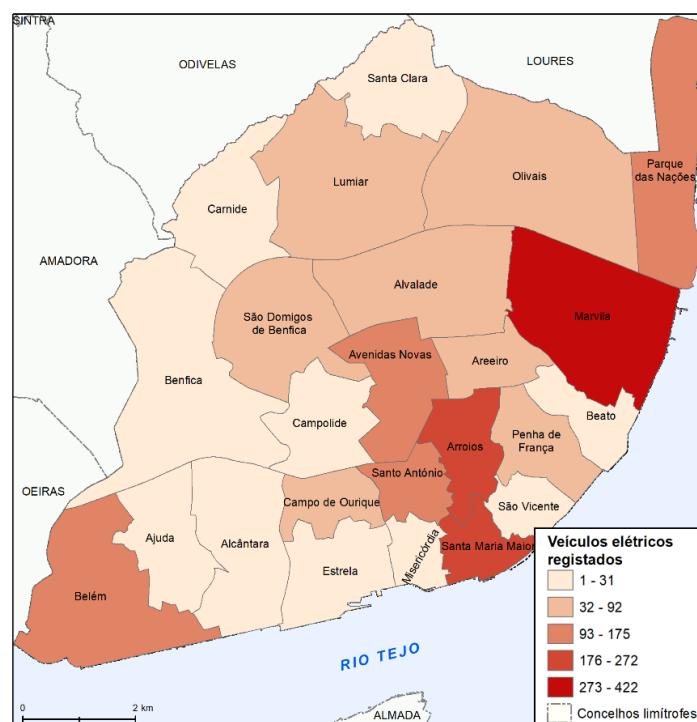 SINTRA
ODIVELAS
LOURES
Santa Clara
Parque
das Nações
Olivais
Lumiar
Carnide
AMADORA
Alvalade
São Domigos
de Benfica
Marvila
Avenidas Novas
Areeiro
Benfica
Beato
Campolide
Penha de
França
Arroios
Santo António
OEIRAS
Campo de Ourique
São Vicente
Ajuda
Alcântara
Estrela
Misericórdia
Santa Maria Maior
Belém
RIO TEJO
ALMADA
0
2 km
Veículos elétricos
registados
1 - 31
32 - 92
93 - 175
176 - 272
273 - 422
Concelhos limítrofes